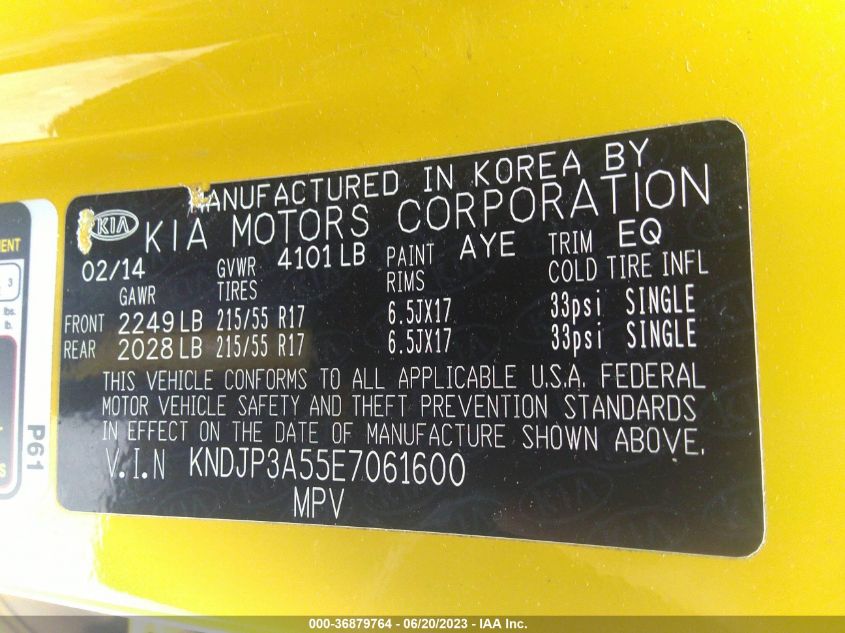 MANUFACTURED IN KOREA BY
KIA KIA MOTORS CORPORATION
02/14 GVWR 4101 LB PAINT AYE TRIM EQ
GAWR TIRES RIMS COLD TIRE INFL
FRONT 2249 LB 215/55 R17 6.5JX17 33psi SINGLE
REAR 2028 LB 215/55 R17 6.5JX17 33psi SINGLE
THIS VEHICLE CONFORMS TO ALL APPLICABLE U.S.A. FEDERAL
MOTOR VEHICLE SAFETY AND THEFT PREVENTION STANDARDS
IN EFFECT ON THE DATE OF MANUFACTURE SHOWN ABOVE.
V.I.N KNDJP3A55E7061600
MPV
3
lbs.
P61
000-36879764 - 06/20/2023 - IAA Inc.